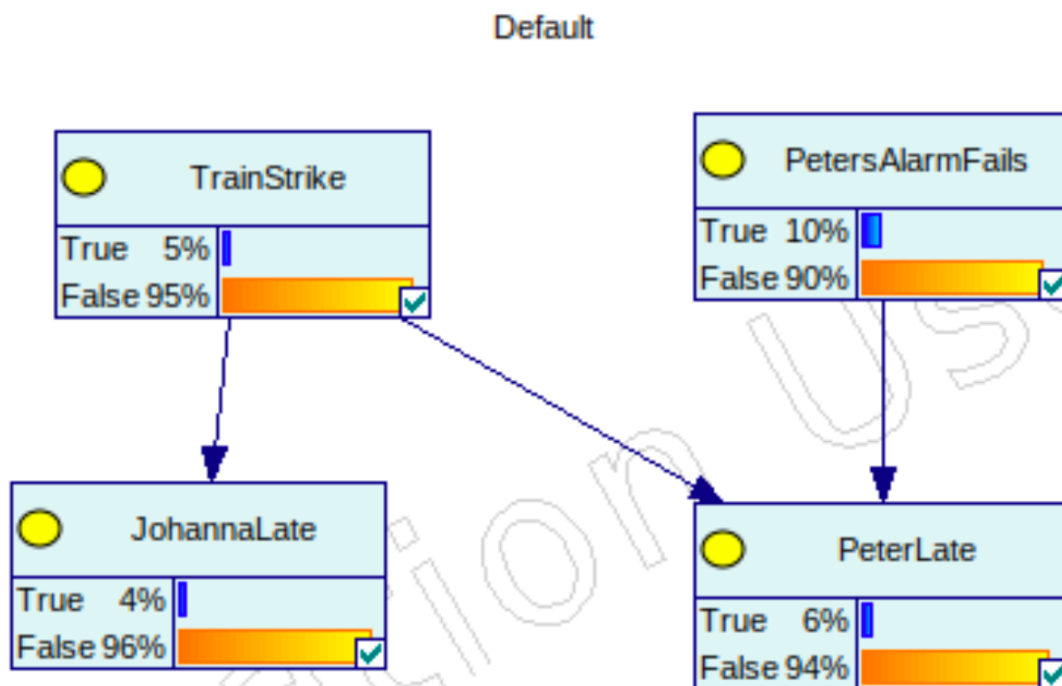 Default
TrainStrike
True 5%
False 95%
PetersAlarmFails
True 10%
False 90%
JohannaLate
True 4%
False 96%
PeterLate
True 6%
False 94%